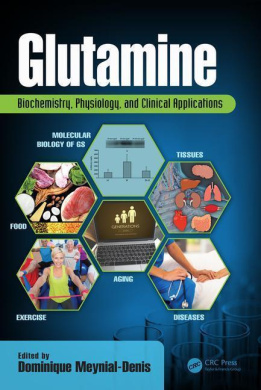 Glutamine
Biochemistry, Physiology, and Clinical Applications
MOLECULAR
BIOLOGY OF GS
TISSUES
FOOD
GENERATIONS
AGING
EXERCISE
DISEASES
Edited by
Dominique Meynial-Denis
CRC
CRC Press